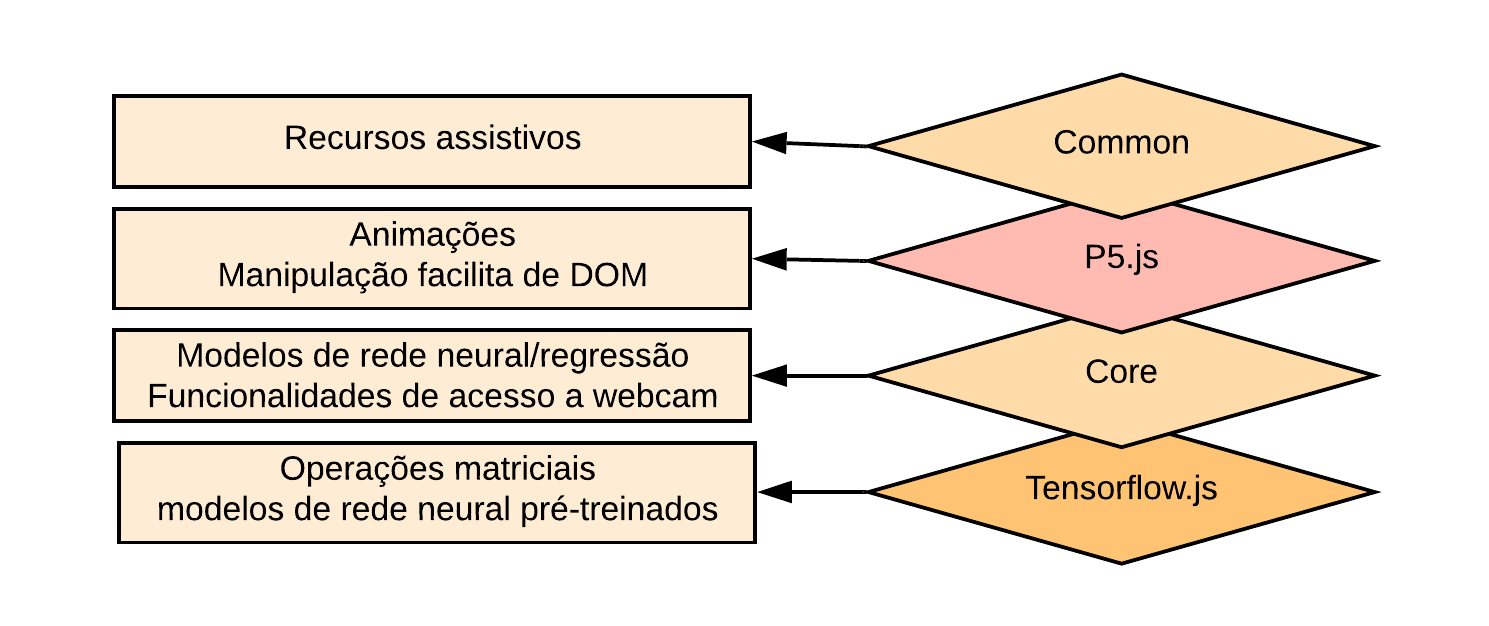 Recursos assistivos
Common
Animações
Manipulação facilita de DOM
P5.js
Modelos de rede neural/regressão
Funcionalidades de acesso a webcam
Core
Operações matriciais
modelos de rede neural pré-treinados
Tensorflow.js